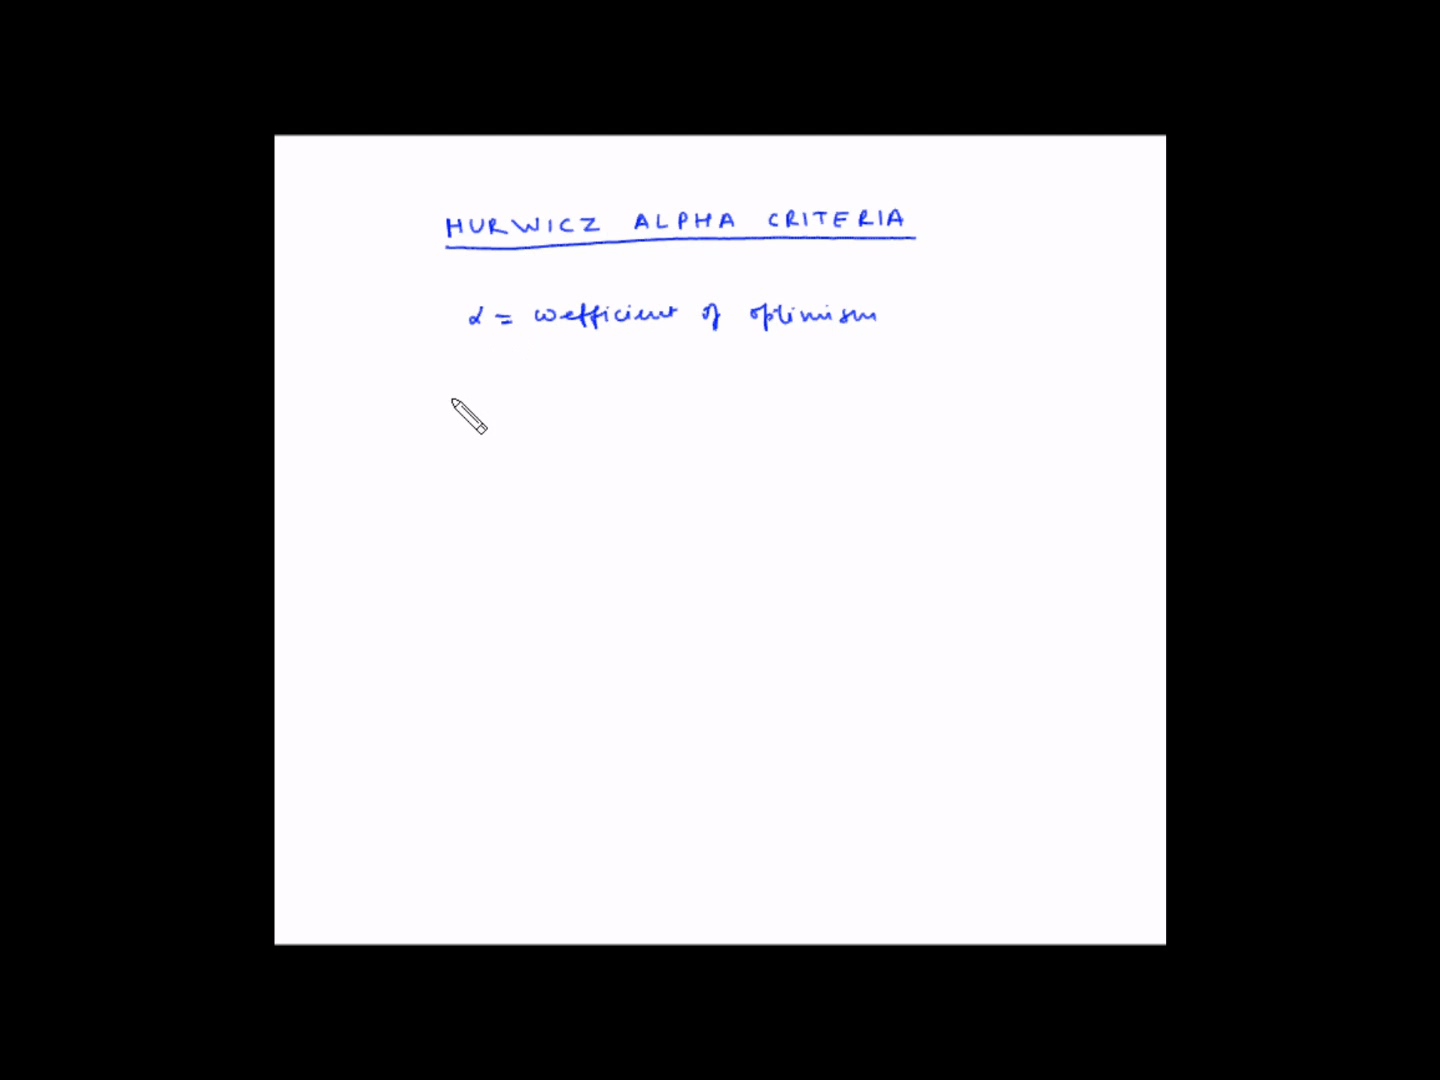 HURWICZ ALPHA CRITERIA
α = coefficient of optimism